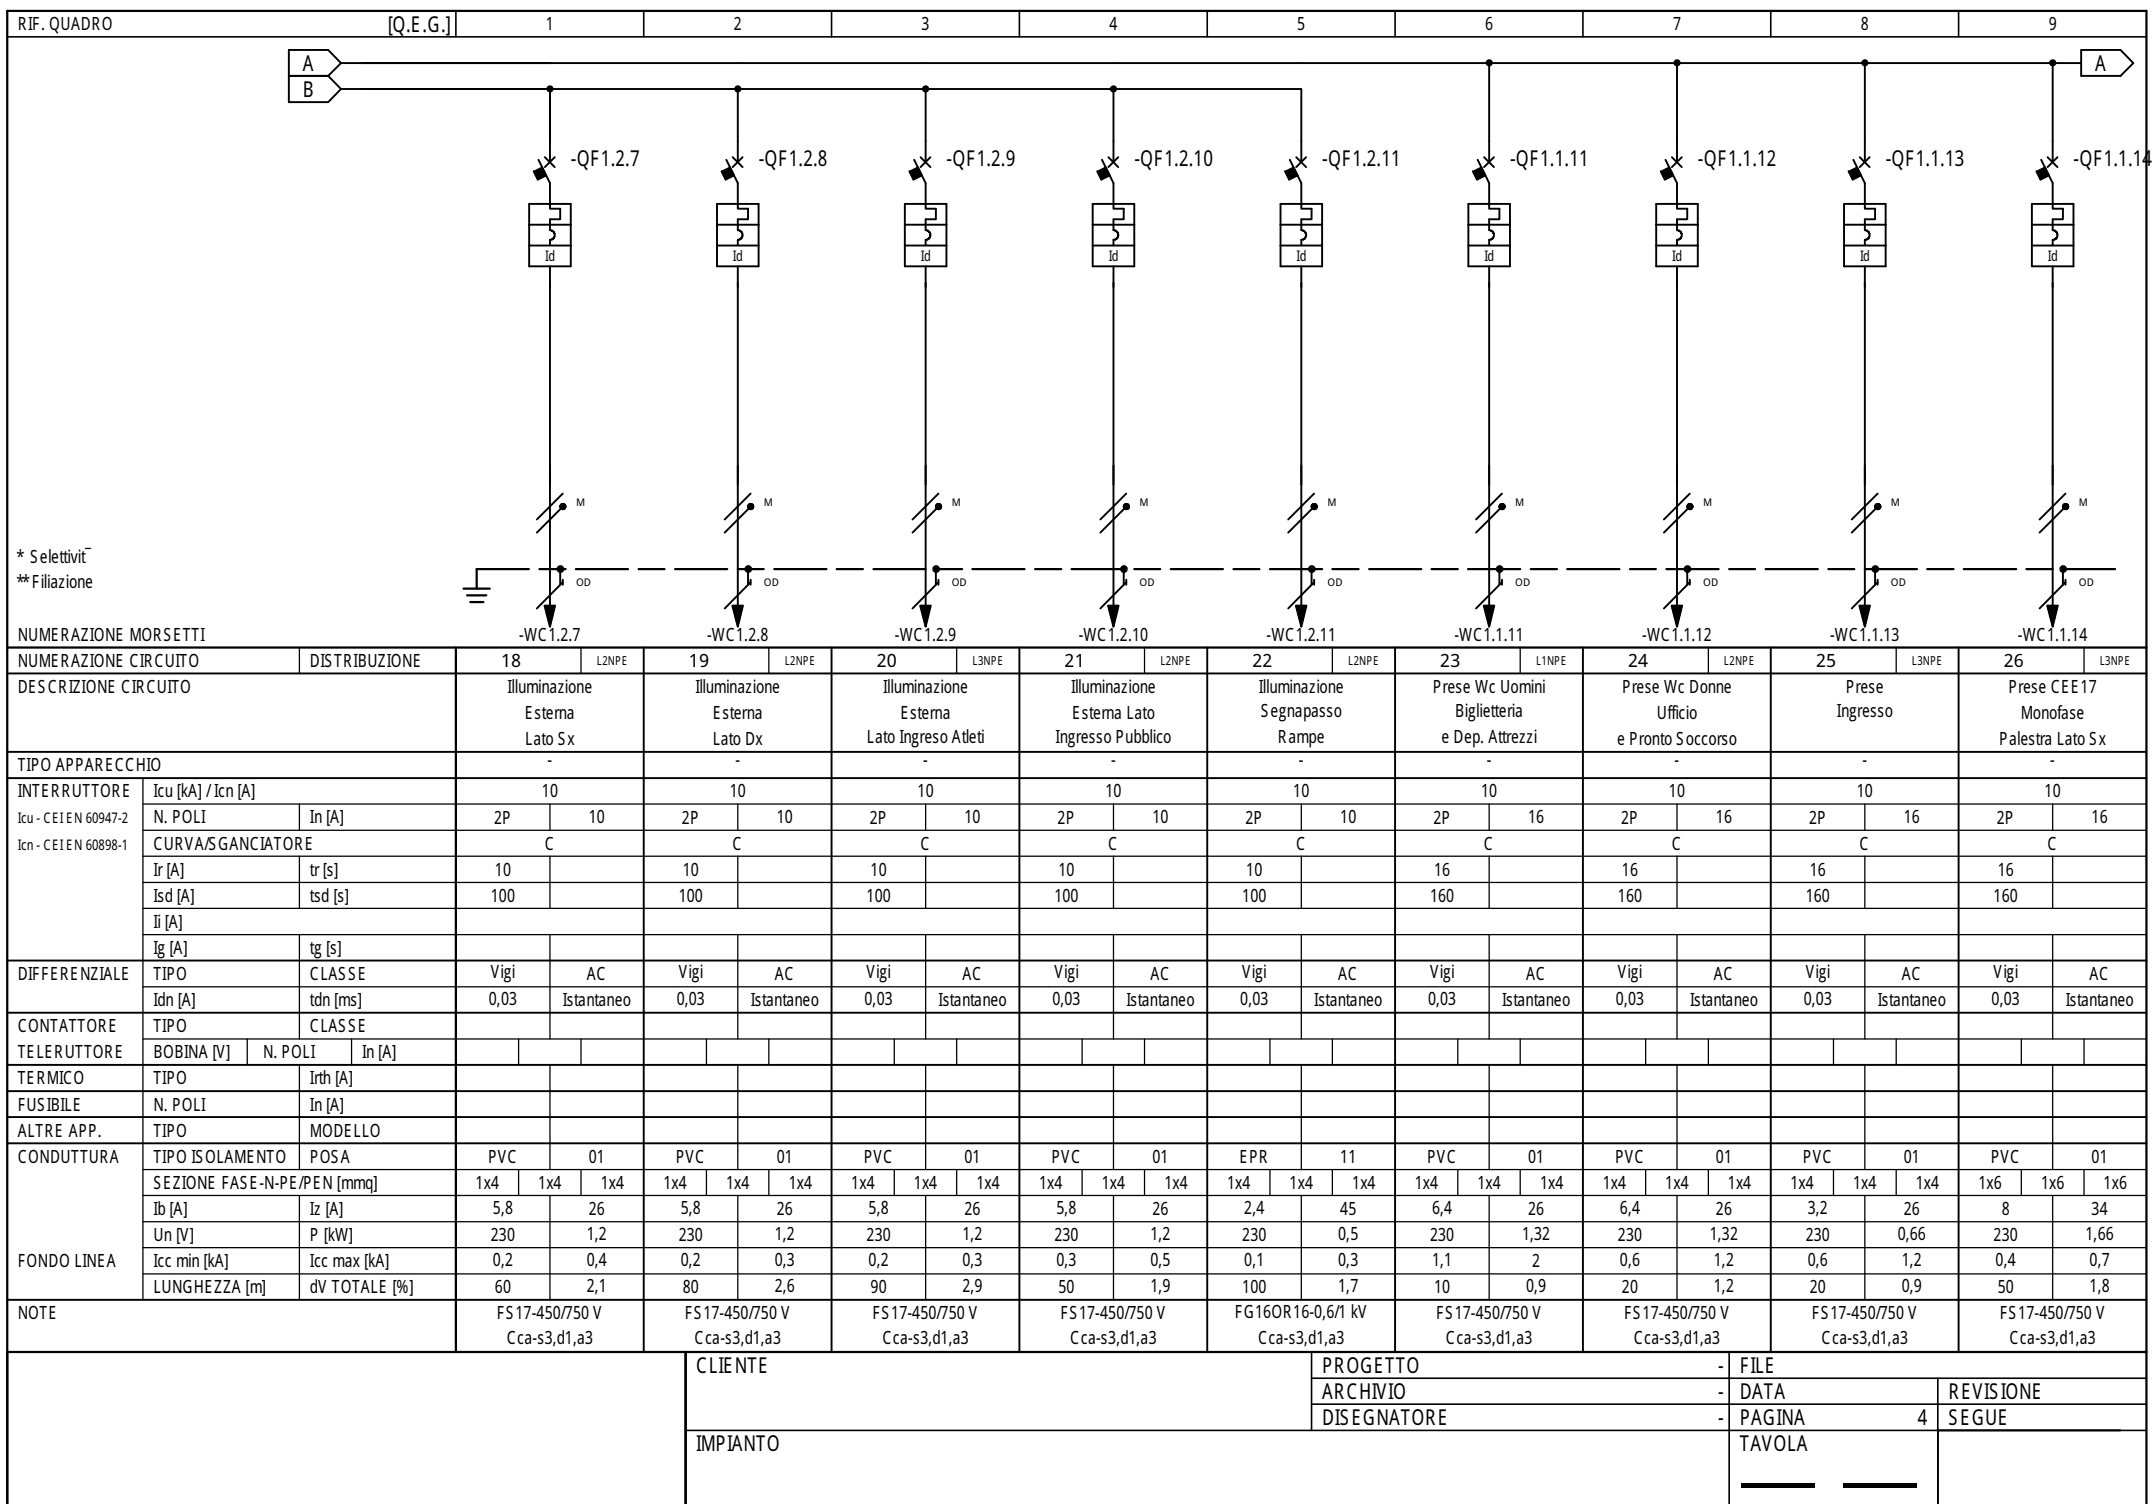 RIF. QUADRO [Q.E.G.] 1 2 3 4 5 6 7 8 9
A A
B
-QF1.2.7 -QF1.2.8 -QF1.2.9 -QF1.2.10 -QF1.2.11 -QF1.1.11 -QF1.1.12 -QF1.1.13 -QF1.1.14
Id Id Id Id Id Id Id Id Id
M M M M M M M M M
* Selettivit¯
** Filiazione
OD OD OD OD OD OD OD OD OD
NUMERAZIONE MORSETTI -WC1.2.7 -WC1.2.8 -WC1.2.9 -WC1.2.10 -WC1.2.11 -WC1.1.11 -WC1.1.12 -WC1.1.13 -WC1.1.14
NUMERAZIONE CIRCUITO DISTRIBUZIONE 18 L2NPE 19 L2NPE 20 L3NPE 21 L2NPE 22 L2NPE 23 L1NPE 24 L2NPE 25 L3NPE 26 L3NPE
DESCRIZIONE CIRCUITO Illuminazione Illuminazione Illuminazione Illuminazione Illuminazione Prese Wc Uomini Prese Wc Donne Prese Prese CEE17
Esterna Esterna Esterna Esterna Lato Segnapasso Biglietteria Ufficio Ingresso Monofase
Lato Sx Lato Dx Lato Ingreso Atleti Ingresso Pubblico Rampe e Dep. Attrezzi e Pronto Soccorso Palestra Lato Sx
TIPO APPARECCHIO - - - - - - - - -
INTERRUTTORE Icu [kA] / Icn [A] 10 10 10 10 10 10 10 10 10
Icu - CEI EN 60947-2 N. POLI In [A] 2P 10 2P 10 2P 10 2P 10 2P 10 2P 16 2P 16 2P 16 2P 16
Icn - CEI EN 60898-1 CURVA/SGANCIATORE C C C C C C C C C
Ir [A] tr [s] 10 10 10 10 10 16 16 16 16
Isd [A] tsd [s] 100 100 100 100 100 160 160 160 160
Ii [A]
Ig [A] tg [s]
DIFFERENZIALE TIPO CLASSE Vigi AC Vigi AC Vigi AC Vigi AC Vigi AC Vigi AC Vigi AC Vigi AC Vigi AC
Idn [A] tdn [ms] 0,03 Istantaneo 0,03 Istantaneo 0,03 Istantaneo 0,03 Istantaneo 0,03 Istantaneo 0,03 Istantaneo 0,03 Istantaneo 0,03 Istantaneo 0,03 Istantaneo
CONTATTORE TIPO CLASSE
TELERUTTORE BOBINA [V] N. POLI In [A]
TERMICO TIPO Irth [A]
FUSIBILE N. POLI In [A]
ALTRE APP. TIPO MODELLO
CONDUTTURA TIPO ISOLAMENTO POSA PVC 01 PVC 01 PVC 01 PVC 01 EPR 11 PVC 01 PVC 01 PVC 01 PVC 01
SEZIONE FASE-N-PE/PEN [mmq] 1x4 1x4 1x4 1x4 1x4 1x4 1x4 1x4 1x4 1x4 1x4 1x4 1x4 1x4 1x4 1x4 1x4 1x4 1x4 1x4 1x4 1x4 1x4 1x4 1x6 1x6 1x6
Ib [A] Iz [A] 5,8 26 5,8 26 5,8 26 5,8 26 2,4 45 6,4 26 6,4 26 3,2 26 8 34
Un [V] P [kW] 230 1,2 230 1,2 230 1,2 230 1,2 230 0,5 230 1,32 230 1,32 230 0,66 230 1,66
FONDO LINEA Icc min [kA] Icc max [kA] 0,2 0,4 0,2 0,3 0,2 0,3 0,3 0,5 0,1 0,3 1,1 2 0,6 1,2 0,6 1,2 0,4 0,7
LUNGHEZZA [m] dV TOTALE [%] 60 2,1 80 2,6 90 2,9 50 1,9 100 1,7 10 0,9 20 1,2 20 0,9 50 1,8
NOTE FS17-450/750 V FS17-450/750 V FS17-450/750 V FS17-450/750 V FG16OR16-0,6/1 kV FS17-450/750 V FS17-450/750 V FS17-450/750 V FS17-450/750 V
Cca-s3,d1,a3 Cca-s3,d1,a3 Cca-s3,d1,a3 Cca-s3,d1,a3 Cca-s3,d1,a3 Cca-s3,d1,a3 Cca-s3,d1,a3 Cca-s3,d1,a3 Cca-s3,d1,a3
CLIENTE PROGETTO - FILE
ARCHIVIO - DATA REVISIONE
DISEGNATORE - PAGINA 4 SEGUE
IMPIANTO TAVOLA